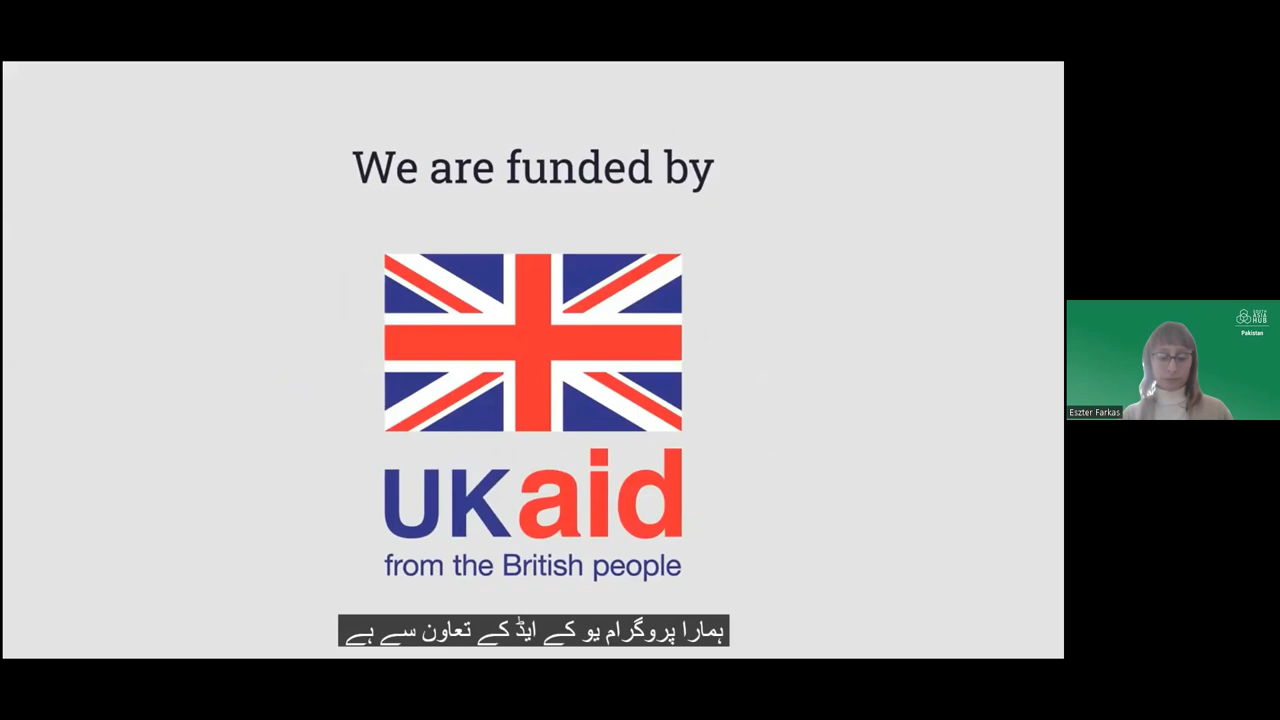 We are funded by
UKaid
from the British people
ہمارا پروگرام یو کے ایڈ کے تعاون سے ہے
HUB
Pakistan
Eszter Farkas